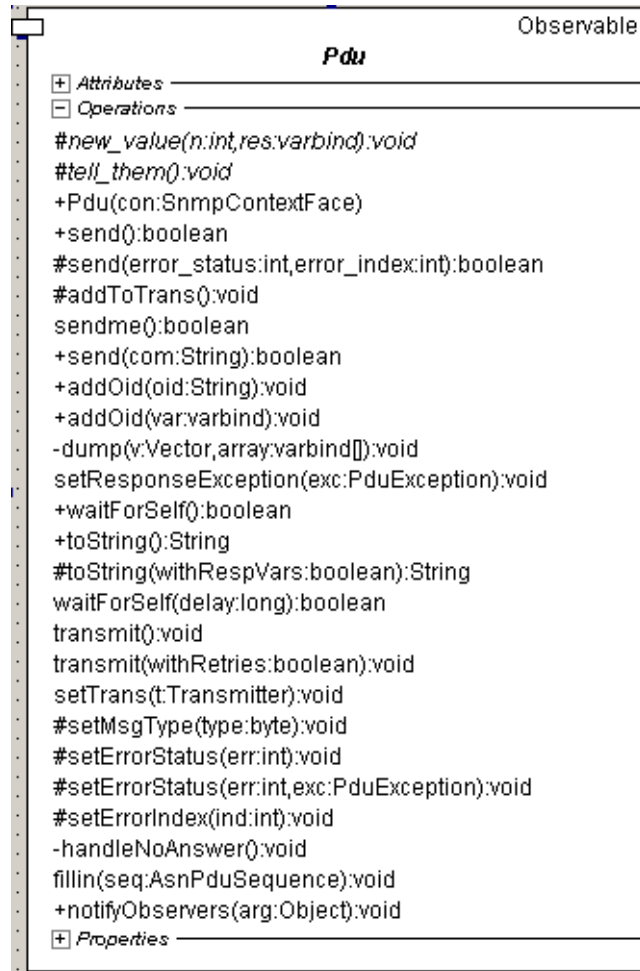 Observable
Pdu
+ Attributes
- Operations
#new_value(n:int,res:varbind):void
#tell_them():void
+Pdu(con:SnmpContextFace)
+send():boolean
#send(error_status:int,error_index:int):boolean
#addToTrans():void
sendme():boolean
+send(com:String):boolean
+addOid(oid:String):void
+addOid(var:varbind):void
-dump(v:Vector,array:varbind[]):void
setResponseException(exc:PduException):void
+waitForSelf():boolean
+toString():String
#toString(withRespVars:boolean):String
waitForSelf(delay:long):boolean
transmit():void
transmit(withRetries:boolean):void
setTrans(t:Transmitter):void
#setMsgType(type:byte):void
#setErrorStatus(err:int):void
#setErrorStatus(err:int,exc:PduException):void
#setErrorIndex(ind:int):void
-handleNoAnswer():void
fillin(seq:AsnPduSequence):void
+notifyObservers(arg:Object):void
+ Properties